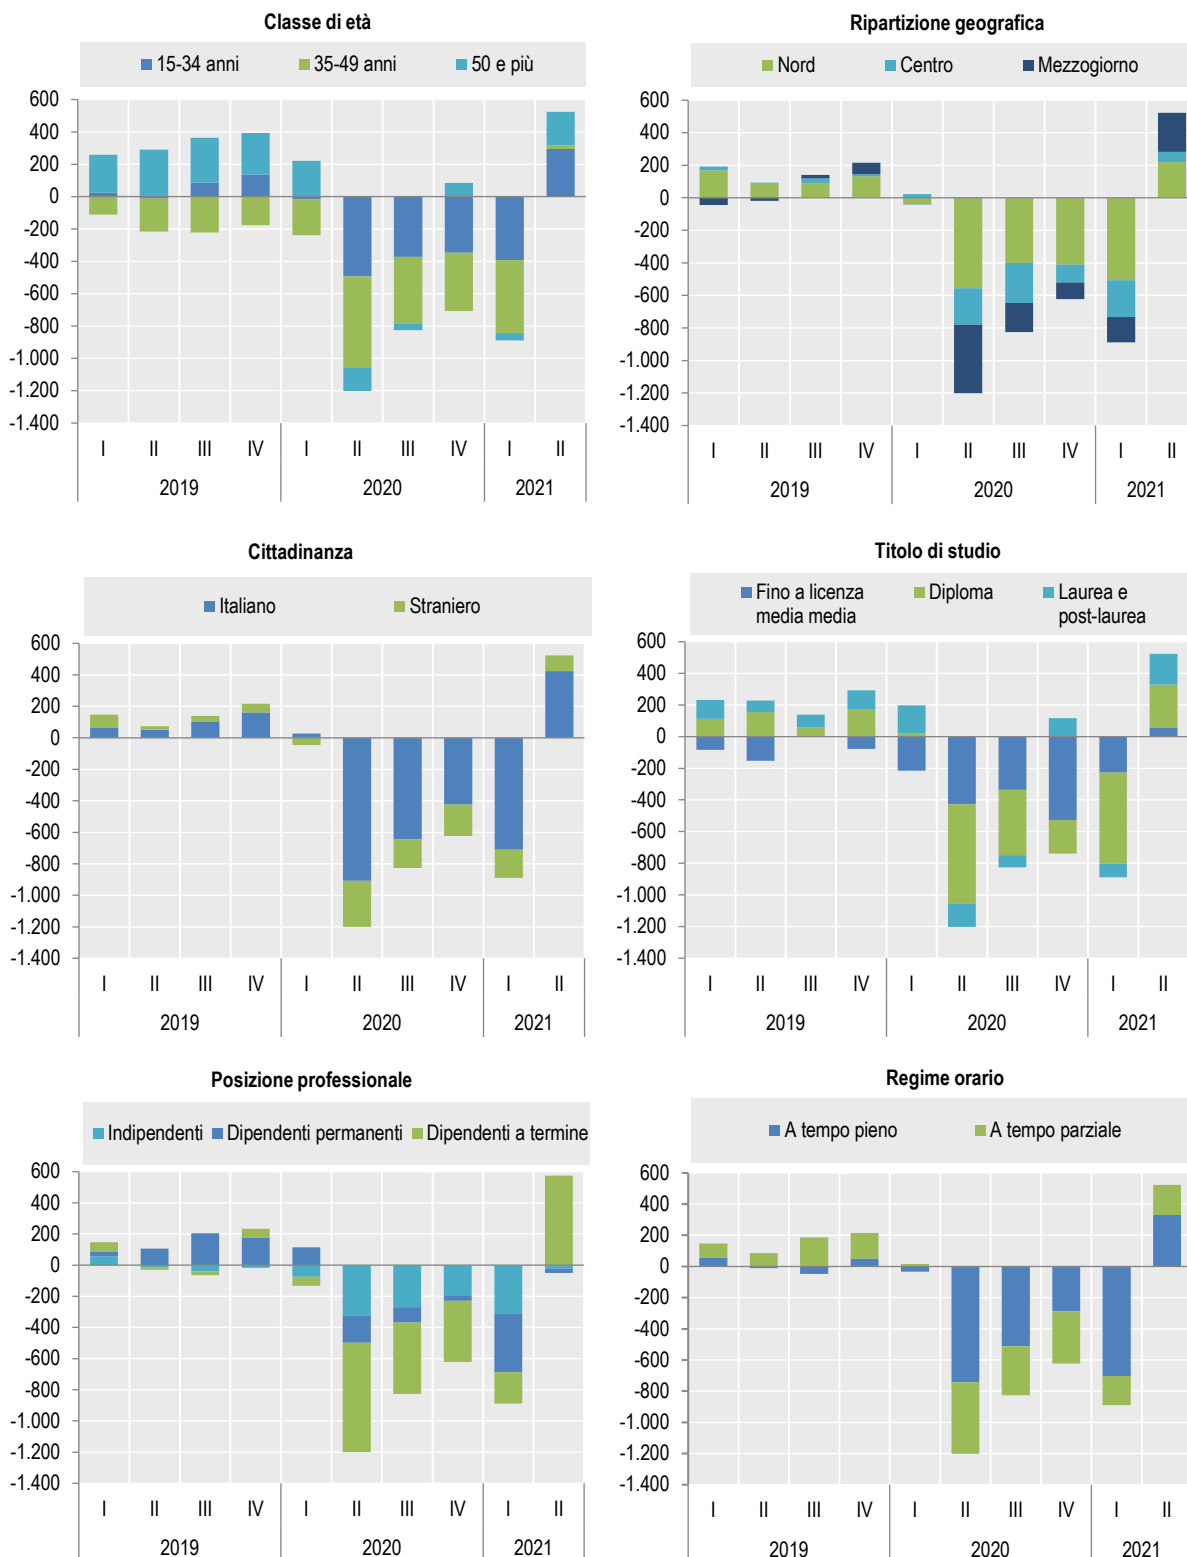 Classe di età
15-34 anni 35-49 anni 50 e più
600
400
200
0
-200
-400
-600
-800
-1.000
-1.200
-1.400
I II III IV I II III IV I II
2019 2020 2021
Ripartizione geografica
Nord Centro Mezzogiorno
600
400
200
0
-200
-400
-600
-800
-1.000
-1.200
-1.400
I II III IV I II III IV I II
2019 2020 2021
Cittadinanza
Italiano Straniero
600
400
200
0
-200
-400
-600
-800
-1.000
-1.200
-1.400
I II III IV I II III IV I II
2019 2020 2021
Titolo di studio
Fino a licenza Diploma Laurea e
media media post-laurea
600
400
200
0
-200
-400
-600
-800
-1.000
-1.200
-1.400
I II III IV I II III IV I II
2019 2020 2021
Posizione professionale
Indipendenti Dipendenti permanenti Dipendenti a termine
600
400
200
0
-200
-400
-600
-800
-1.000
-1.200
-1.400
I II III IV I II III IV I II
2019 2020 2021
Regime orario
A tempo pieno A tempo parziale
600
400
200
0
-200
-400
-600
-800
-1.000
-1.200
-1.400
I II III IV I II III IV I II
2019 2020 2021